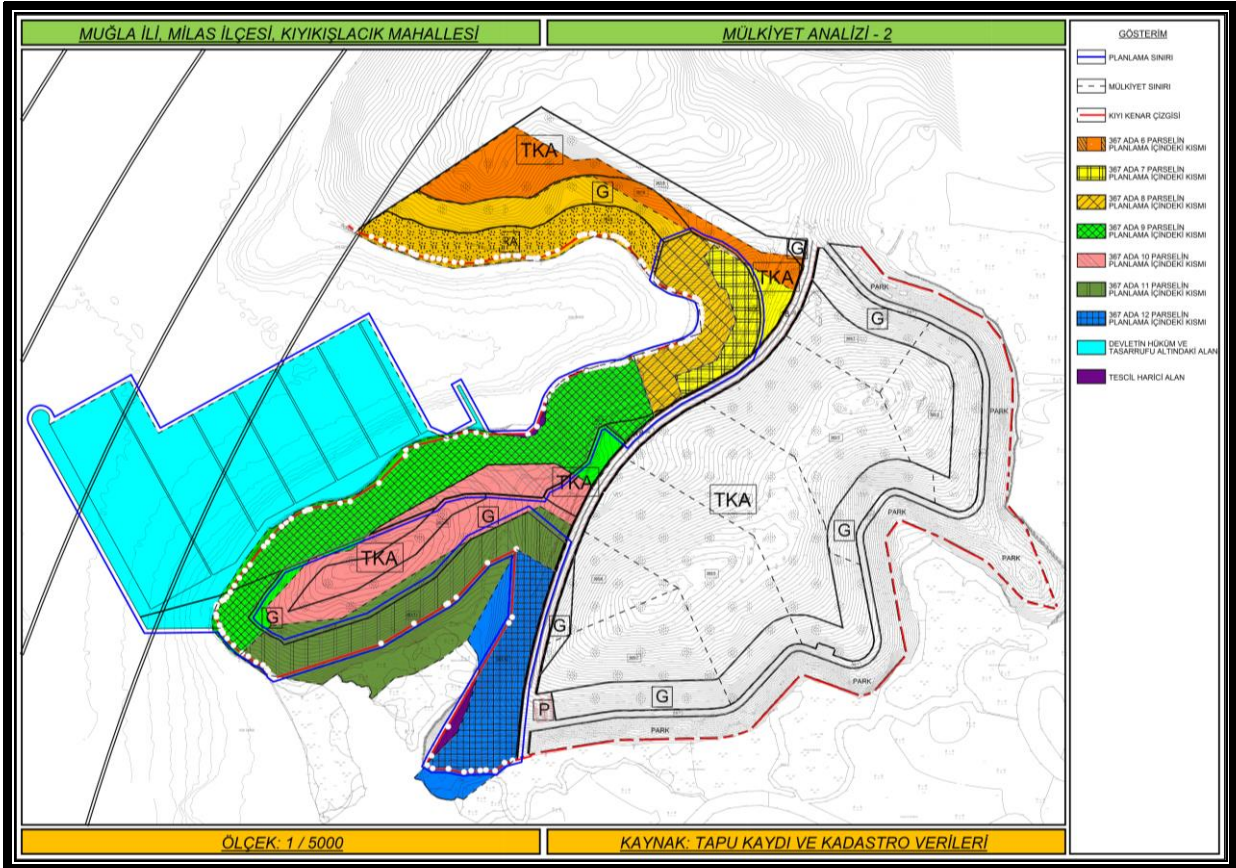 MUĞLA İLİ, MİLAS İLÇESİ, KIYIKIŞLACIK MAHALLESİ
MÜLKİYET ANALİZİ - 2
GÖSTERİM
PLANLAMA SINIRI
MÜLKİYET SINIRI
KIYI KENAR ÇİZGİSİ
367 ADA 6 PARSELİN
PLANLAMA İÇİNDEKİ KISMI
367 ADA 7 PARSELİN
PLANLAMA İÇİNDEKİ KISMI
367 ADA 8 PARSELİN
PLANLAMA İÇİNDEKİ KISMI
367 ADA 9 PARSELİN
PLANLAMA İÇİNDEKİ KISMI
367 ADA 10 PARSELİN
PLANLAMA İÇİNDEKİ KISMI
367 ADA 11 PARSELİN
PLANLAMA İÇİNDEKİ KISMI
367 ADA 12 PARSELİN
PLANLAMA İÇİNDEKİ KISMI
DEVLETİN HÜKÜM VE
TASARRUFU ALTINDAKİ ALAN
TESCİL HARİCİ ALAN
TKA
G
G
TKA
PARK
G
PARK
TKA
TKA
PARK
G
G
TKA
PARK
G
G
PARK
G
P
PARK
ÖLÇEK: 1 / 5000
KAYNAK: TAPU KAYDI VE KADASTRO VERİLERİ